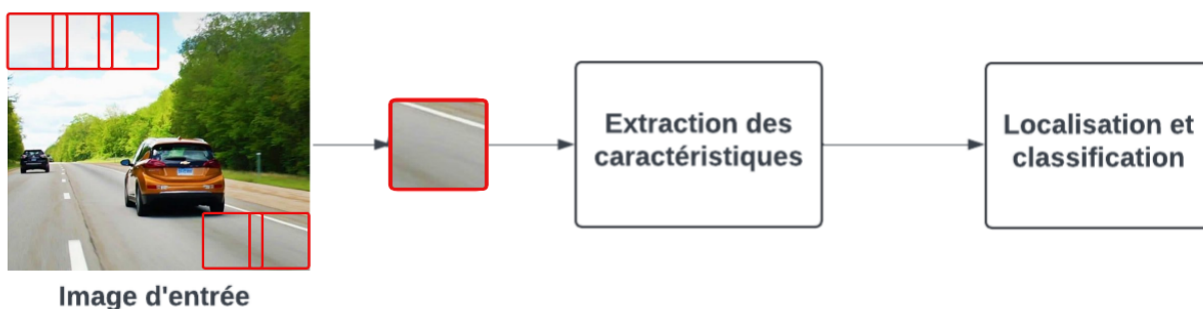 Extraction des
caractéristiques
Localisation et
classification
Image d'entrée